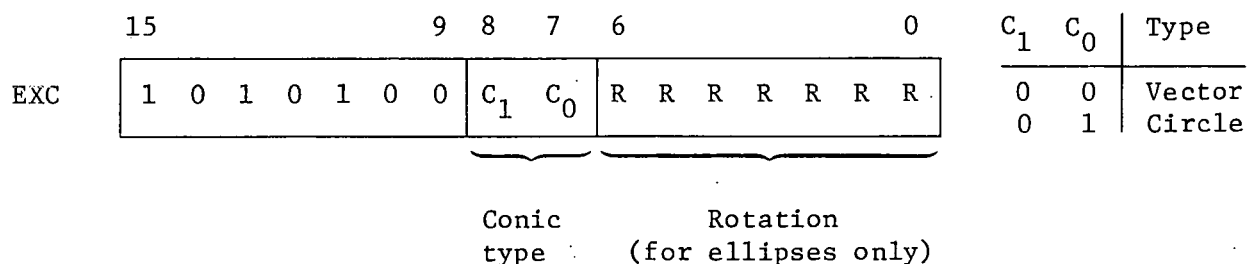 15 9 8 7 6 0 C1 C0 Type
EXC 1 0 1 0 1 0 0 C1 C0 R R R R R R R 0 0 Vector
0 1 Circle
Conic Rotation
type (for ellipses only)